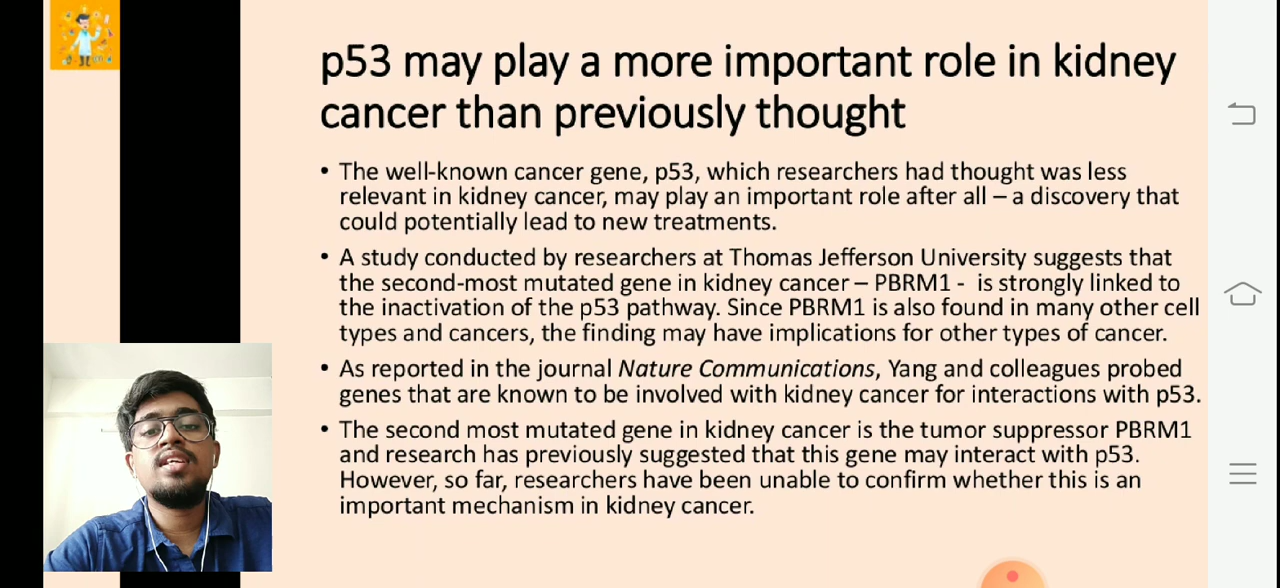 p53 may play a more important role in kidney
cancer than previously thought
• The well-known cancer gene, p53, which researchers had thought was less
relevant in kidney cancer, may play an important role after all – a discovery that
could potentially lead to new treatments.
• A study conducted by researchers at Thomas Jefferson University suggests that
the second-most mutated gene in kidney cancer – PBRM1 - is strongly linked to
the inactivation of the p53 pathway. Since PBRM1 is also found in many other cell
types and cancers, the finding may have implications for other types of cancer.
• As reported in the journal Nature Communications, Yang and colleagues probed
genes that are known to be involved with kidney cancer for interactions with p53.
• The second most mutated gene in kidney cancer is the tumor suppressor PBRM1
and research has previously suggested that this gene may interact with p53.
However, so far, researchers have been unable to confirm whether this is an
important mechanism in kidney cancer.